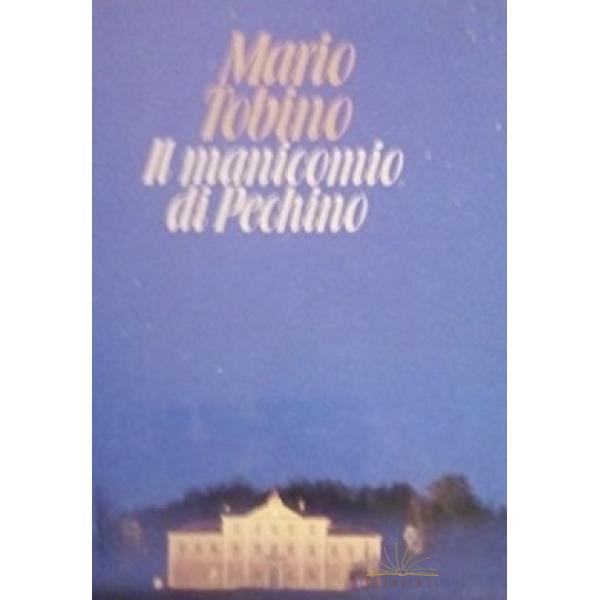 Mario
Tobino
Il manicomio
di Pechino